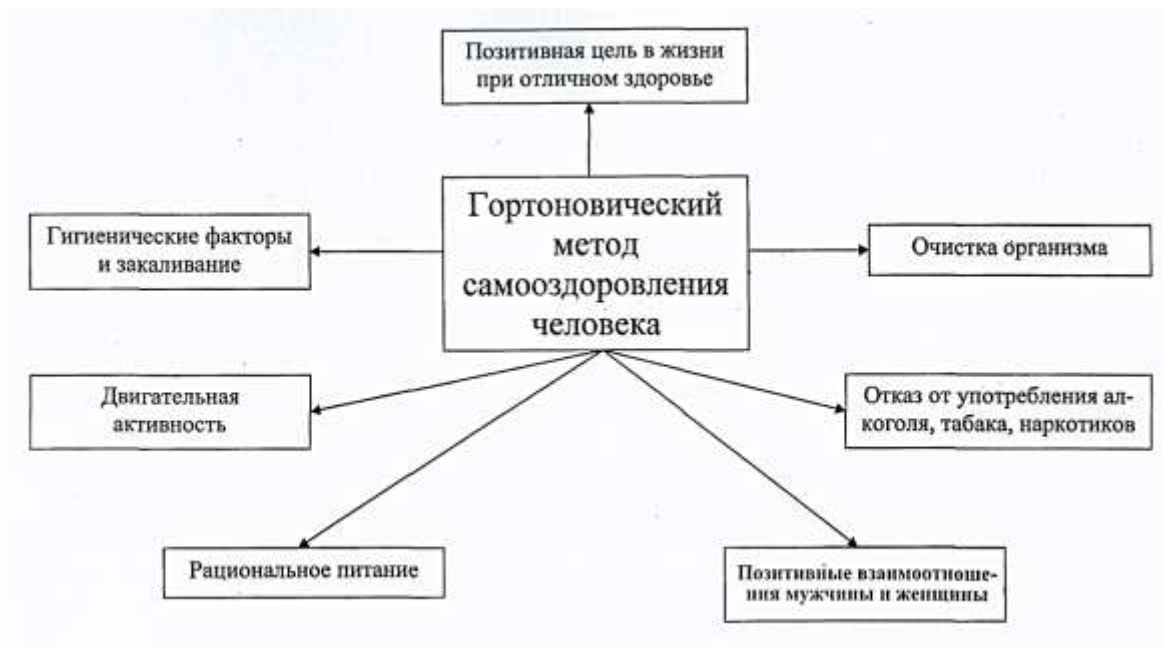 Позитивная цель в жизни
при отличном здоровье
Гортоновический
метод
самооздоровления
человека
Гигиенические факторы
и закаливание
Очистка организма
Двигательная
активность
Отказ от употребления ал-
коголя, табака, наркотиков
Рациональное питание
Позитивные взаимоотноше-
ния мужчины и женщины